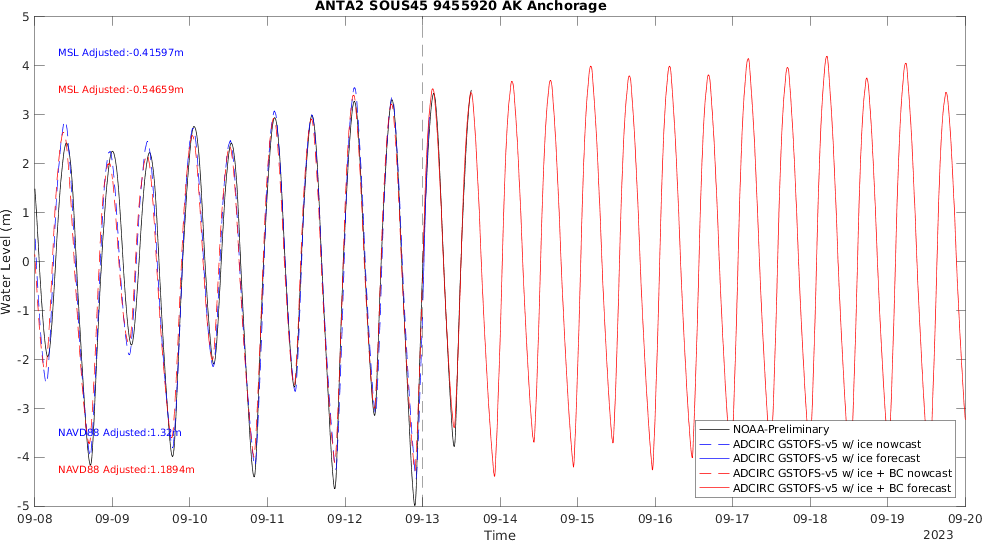 ANTA2 SOUS45 9455920 AK Anchorage
MSL Adjusted:-0.41597m
MSL Adjusted:-0.54659m
NAVD88 Adjusted:1.32m
NAVD88 Adjusted:1.1894m
Water Level (m)
5
4
3
2
1
0
-1
-2
-3
-4
-5
NOAA-Preliminary
ADCIRC GSTOFS-v5 w/ ice nowcast
ADCIRC GSTOFS-v5 w/ ice forecast
ADCIRC GSTOFS-v5 w/ ice + BC nowcast
ADCIRC GSTOFS-v5 w/ ice + BC forecast
09-08 09-09 09-10 09-11 09-12 09-13 09-14 09-15 09-16 09-17 09-18 09-19 09-20
Time
2023